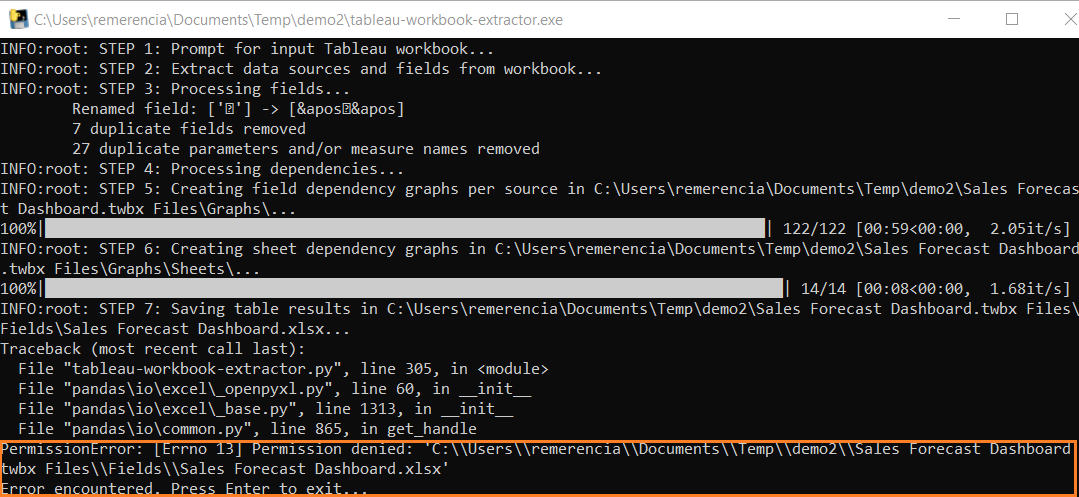 C:\Users\remerencia\Documents\Temp\demo2\tableau-workbook-extractor.exe
INFO:root: STEP 1: Prompt for input Tableau workbook...
INFO:root: STEP 2: Extract data sources and fields from workbook...
INFO:root: STEP 3: Processing fields...
Renamed field: ['⍰'] -> [&apos⍰&apos]
7 duplicate fields removed
27 duplicate parameters and/or measure names removed
INFO:root: STEP 4: Processing dependencies...
INFO:root: STEP 5: Creating field dependency graphs per source in C:\Users\remerencia\Documents\Temp\demo2\Sales Forecas
t Dashboard.twbx Files\Graphs\...
100%| | 122/122 [00:59<00:00, 2.05it/s]
INFO:root: STEP 6: Creating sheet dependency graphs in C:\Users\remerencia\Documents\Temp\demo2\Sales Forecast Dashboard
.twbx Files\Graphs\Sheets\...
100%| | 14/14 [00:08<00:00, 1.68it/s]
INFO:root: STEP 7: Saving table results in C:\Users\remerencia\Documents\Temp\demo2\Sales Forecast Dashboard.twbx Files\
Fields\Sales Forecast Dashboard.xlsx...
Traceback (most recent call last):
File "tableau-workbook-extractor.py", line 305, in <module>
File "pandas\io\excel\_openpyxl.py", line 60, in __init__
File "pandas\io\excel\_base.py", line 1313, in __init__
File "pandas\io\common.py", line 865, in get_handle
PermissionError: [Errno 13] Permission denied: 'C:\\Users\\remerencia\\Documents\\Temp\\demo2\\Sales Forecast Dashboard
twbx Files\\Fields\\Sales Forecast Dashboard.xlsx'
Error encountered. Press Enter to exit...